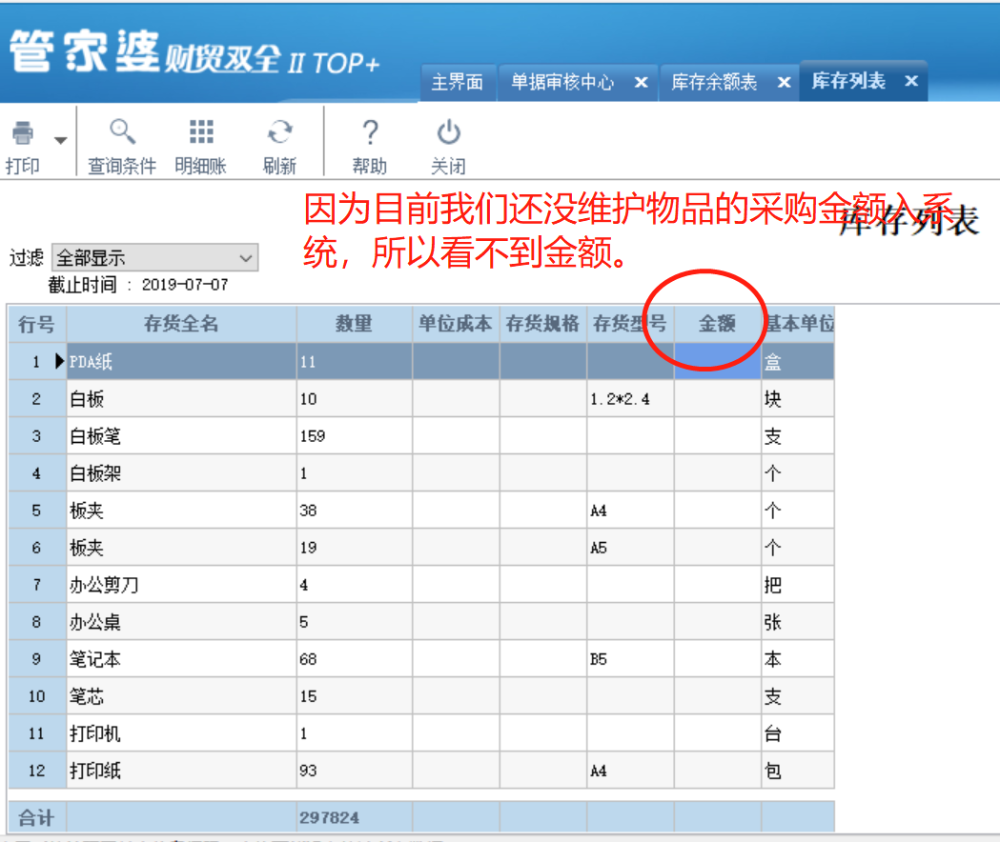 管家婆 财贸双全 II TOP+
主界面 单据审核中心 × 库存余额表 × 库存列表 ×
打印 查询条件 明细账 刷新 ? 帮助 关闭
因为目前我们还没维护物品的采购金额入系
统，所以看不到金额。
库存列表
过滤 全部显示
截止时间 : 2019-07-07
行号 存货全名 数量 单位成本 存货规格 存货型号 金额 基本单位
1 PDA纸 11 盒
2 白板 10 1.2*2.4 块
3 白板笔 159 支
4 白板架 1 个
5 板夹 38 A4 个
6 板夹 19 A5 个
7 办公剪刀 4 把
8 办公桌 5 张
9 笔记本 68 B5 本
10 笔芯 15 支
11 打印机 1 台
12 打印纸 93 A4 包
合计 297824